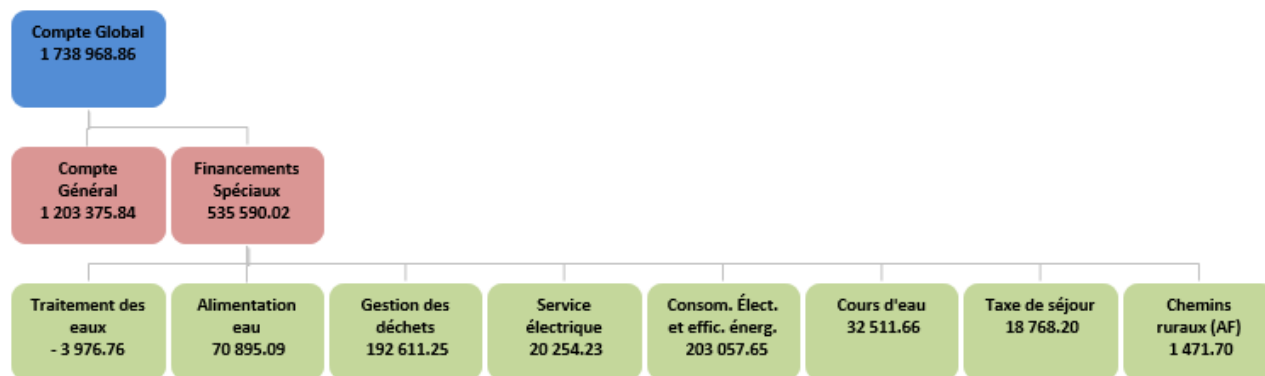 Compte Global
1 738 968.86
Compte
Général
1 203 375.84
Financements
Spéciaux
535 590.02
Traitement des
eaux
- 3 976.76
Alimentation
eau
70 895.09
Gestion des
déchets
192 611.25
Service
électrique
20 254.23
Consom. Élect.
et effic. énerg.
203 057.65
Cours d'eau
32 511.66
Taxe de séjour
18 768.20
Chemins
ruraux (AF)
1 471.70